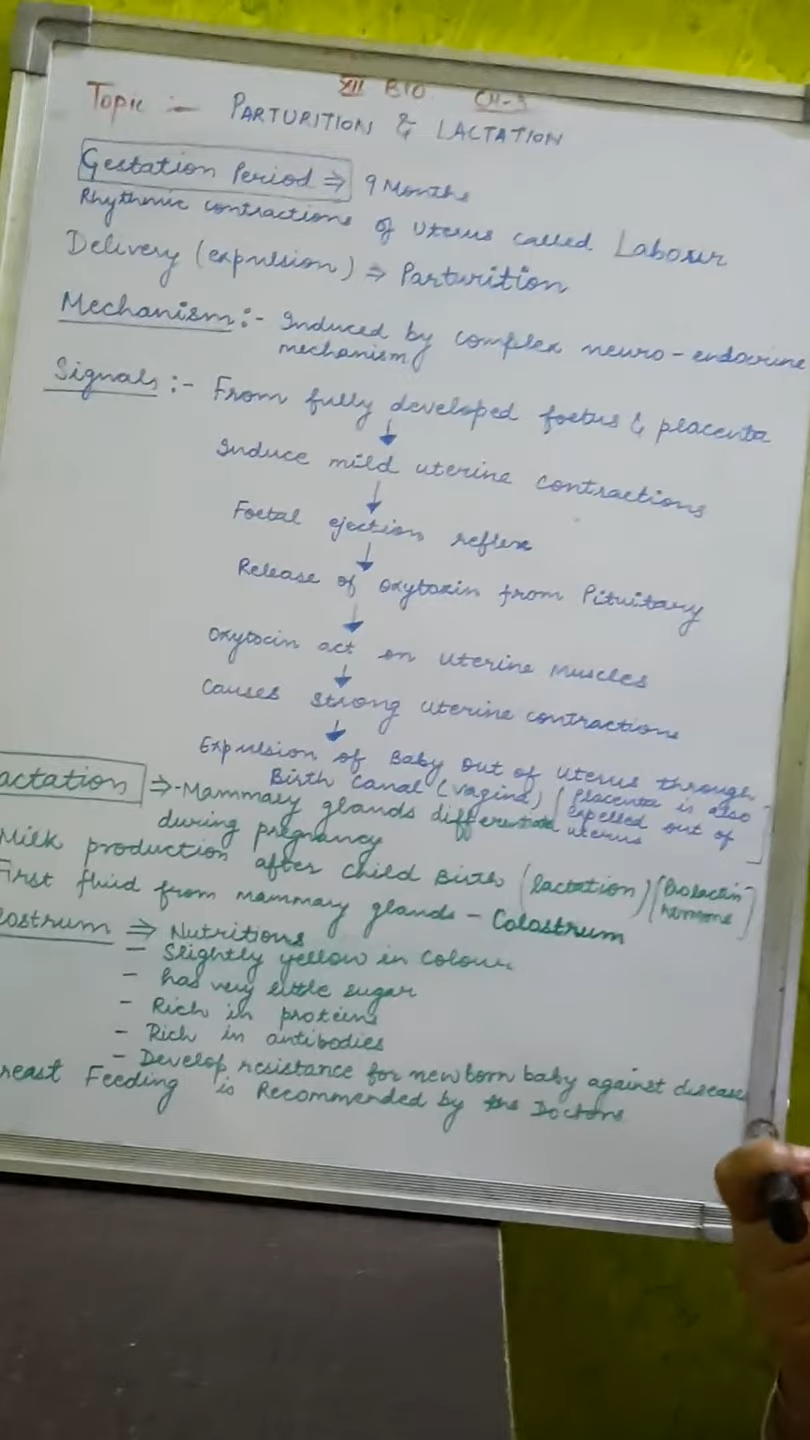 XII BIO CH-3
Topic :- PARTURITION & LACTATION
Gestation Period ⇒ 9 Months
Rhythmic contractions of Uterus called Labour
Delivery (expulsion) ⇒ Parturition
Mechanism :- Induced by complex neuro-endocrine
mechanism
Signals :- From fully developed foetus & placenta
↓
Induce mild uterine contractions
↓
Foetal ejection reflex
↓
Release of oxytoxin from Pituitary
↓
Oxytocin act on uterine Muscles
↓
Causes strong uterine contractions
↓
Expulsion of Baby out of uterus through
Birth canal (vagina) [placenta is also
expelled out of
uterus]
actation ⇒ -Mammary glands differentiate
during pregnancy
Milk production after child Birth (lactation) [Prolactin
hormone]
First fluid from mammary glands - Colostrum
lostrum ⇒ Nutritions
- Slightly yellow in colour
- has very little sugar
- Rich in proteins
- Rich in antibodies
- Develop resistance for new born baby against disease
reast Feeding is Recommended by the Doctors